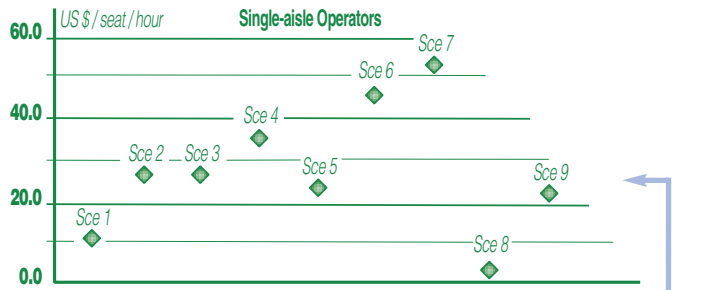 US $ / seat / hour
Single-aisle Operators
60.0
Sce 7
Sce 6
40.0
Sce 4
Sce 2
Sce 3
Sce 5
Sce 9
20.0
Sce 1
Sce 8
0.0